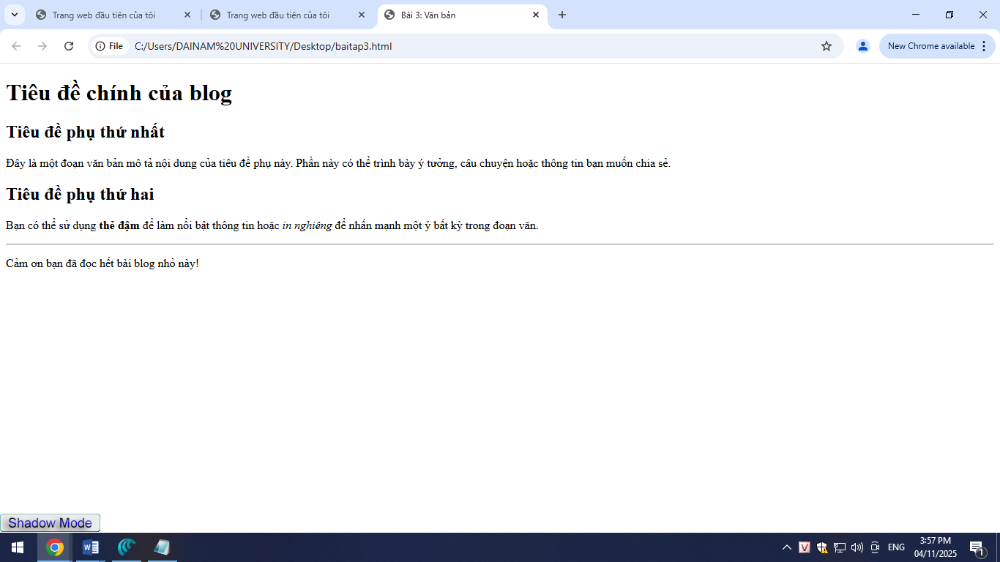 Trang web đầu tiên của tôi
Trang web đầu tiên của tôi
Bài 3: Văn bản
File
C:/Users/DAINAM%20UNIVERSITY/Desktop/baitap3.html
New Chrome available
Tiêu đề chính của blog
Tiêu đề phụ thứ nhất
Đây là một đoạn văn bản mô tả nội dung của tiêu đề phụ này. Phần này có thể trình bày ý tưởng, câu chuyện hoặc thông tin bạn muốn chia sẻ.
Tiêu đề phụ thứ hai
Bạn có thể sử dụng thẻ đậm để làm nổi bật thông tin hoặc in nghiêng để nhấn mạnh một ý bất kỳ trong đoạn văn.
Cảm ơn bạn đã đọc hết bài blog nhỏ này!
Shadow Mode
ENG
3:57 PM
04/11/2025
1